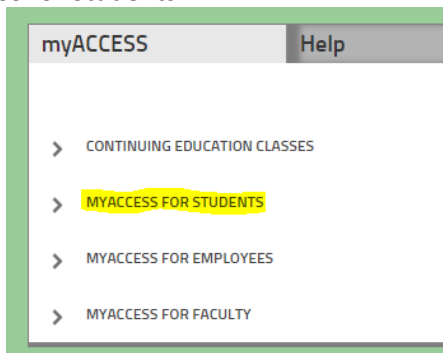 myACCESS Help
CONTINUING EDUCATION CLASSES
MYACCESS FOR STUDENTS
MYACCESS FOR EMPLOYEES
MYACCESS FOR FACULTY